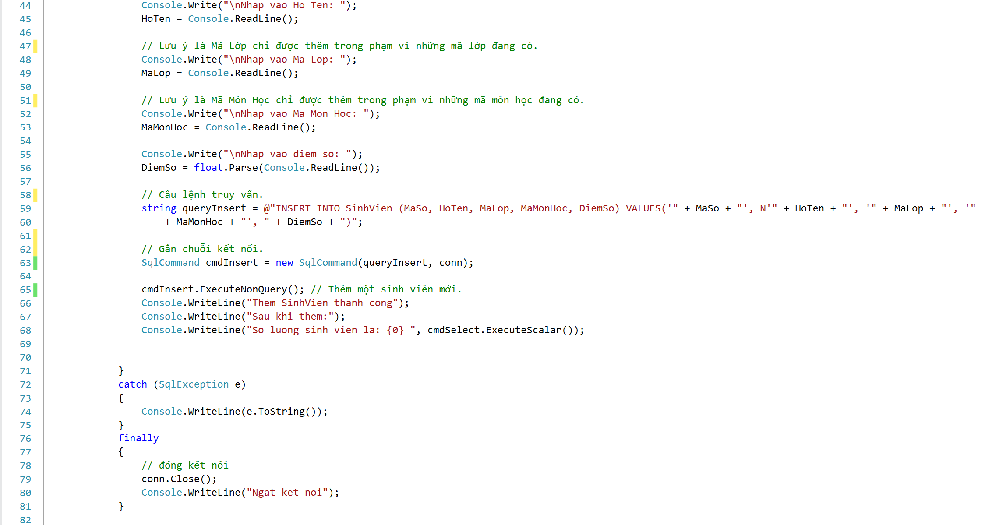 44 Console.Write("\nNhap vao Ho Ten: ");
45 HoTen = Console.ReadLine();
46
47 // Lưu ý là Mã Lớp chỉ được thêm trong phạm vi những mã lớp đang có.
48 Console.Write("\nNhap vao Ma Lop: ");
49 MaLop = Console.ReadLine();
50
51 // Lưu ý là Mã Môn Học chỉ được thêm trong phạm vi những mã môn học đang có.
52 Console.Write("\nNhap vao Ma Mon Hoc: ");
53 MaMonHoc = Console.ReadLine();
54
55 Console.Write("\nNhap vao diem so: ");
56 DiemSo = float.Parse(Console.ReadLine());
57
58 // Câu lệnh truy vấn.
59 string queryInsert = @"INSERT INTO SinhVien (MaSo, HoTen, MaLop, MaMonHoc, DiemSo) VALUES('" + MaSo + "', N'" + HoTen + "', '" + MaLop + "', '"
60 + MaMonHoc + "', " + DiemSo + ")";
61
62 // Gắn chuỗi kết nối.
63 SqlCommand cmdInsert = new SqlCommand(queryInsert, conn);
64
65 cmdInsert.ExecuteNonQuery(); // Thêm một sinh viên mới.
66 Console.WriteLine("Them SinhVien thanh cong");
67 Console.WriteLine("Sau khi them:");
68 Console.WriteLine("So luong sinh vien la: {0} ", cmdSelect.ExecuteScalar());
69
70
71 }
72 catch (SqlException e)
73 {
74 Console.WriteLine(e.ToString());
75 }
76 finally
77 {
78 // đóng kết nối
79 conn.Close();
80 Console.WriteLine("Ngat ket noi");
81 }
82